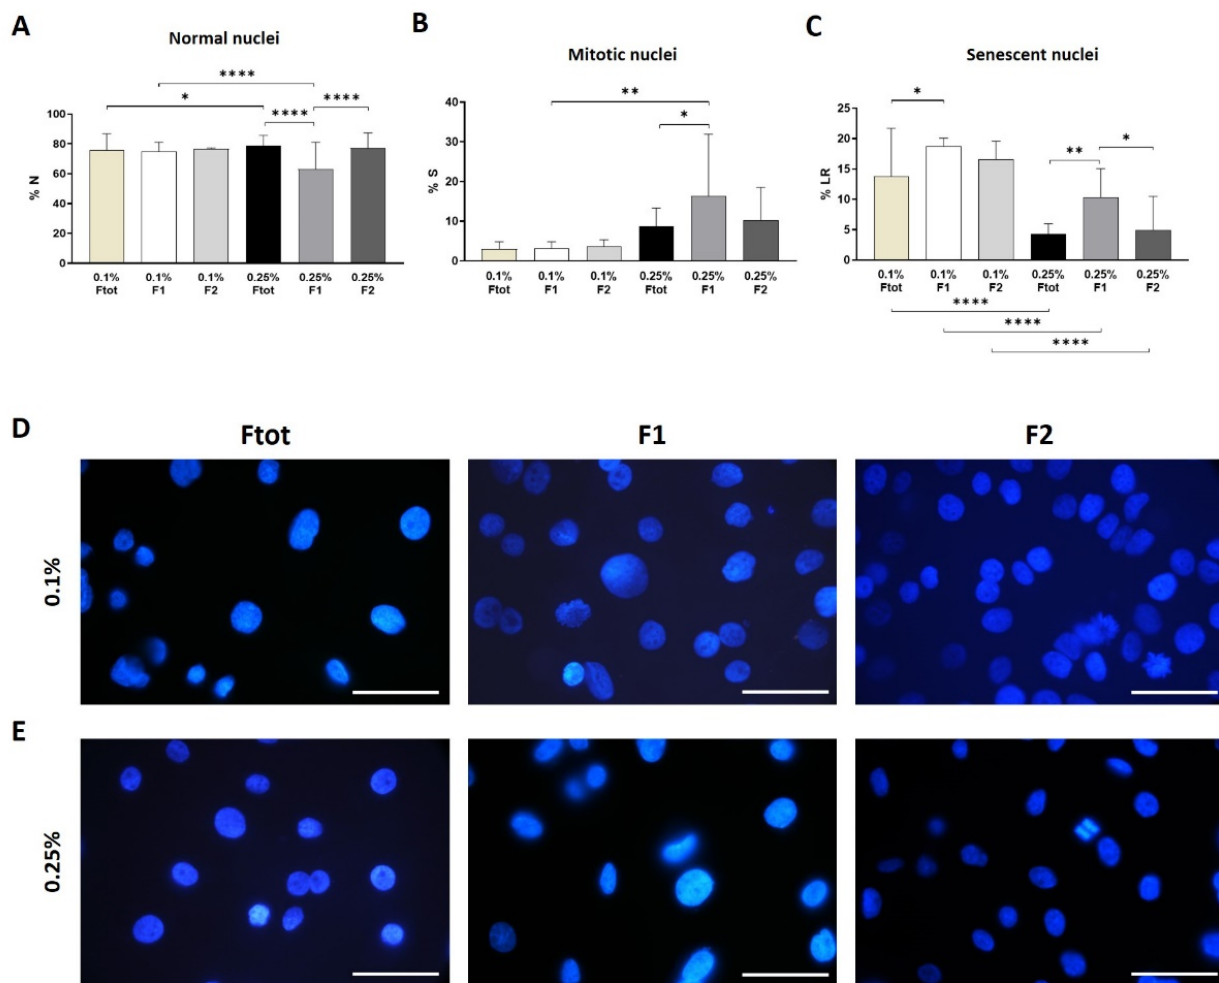 A
Normal nuclei
****
*
****
****
% N
100
80
60
40
20
0
0.1% 0.1% 0.1% 0.25% 0.25% 0.25%
Ftot F1 F2 Ftot F1 F2
B
Mitotic nuclei
**
*
% S
40
30
20
10
0
0.1% 0.1% 0.1% 0.25% 0.25% 0.25%
Ftot F1 F2 Ftot F1 F2
C
Senescent nuclei
*
*
**
% LR
25
20
15
10
5
0
0.1% 0.1% 0.1% 0.25% 0.25% 0.25%
Ftot F1 F2 Ftot F1 F2
****
****
****
D
Ftot F1 F2
0.1%
E
0.25%